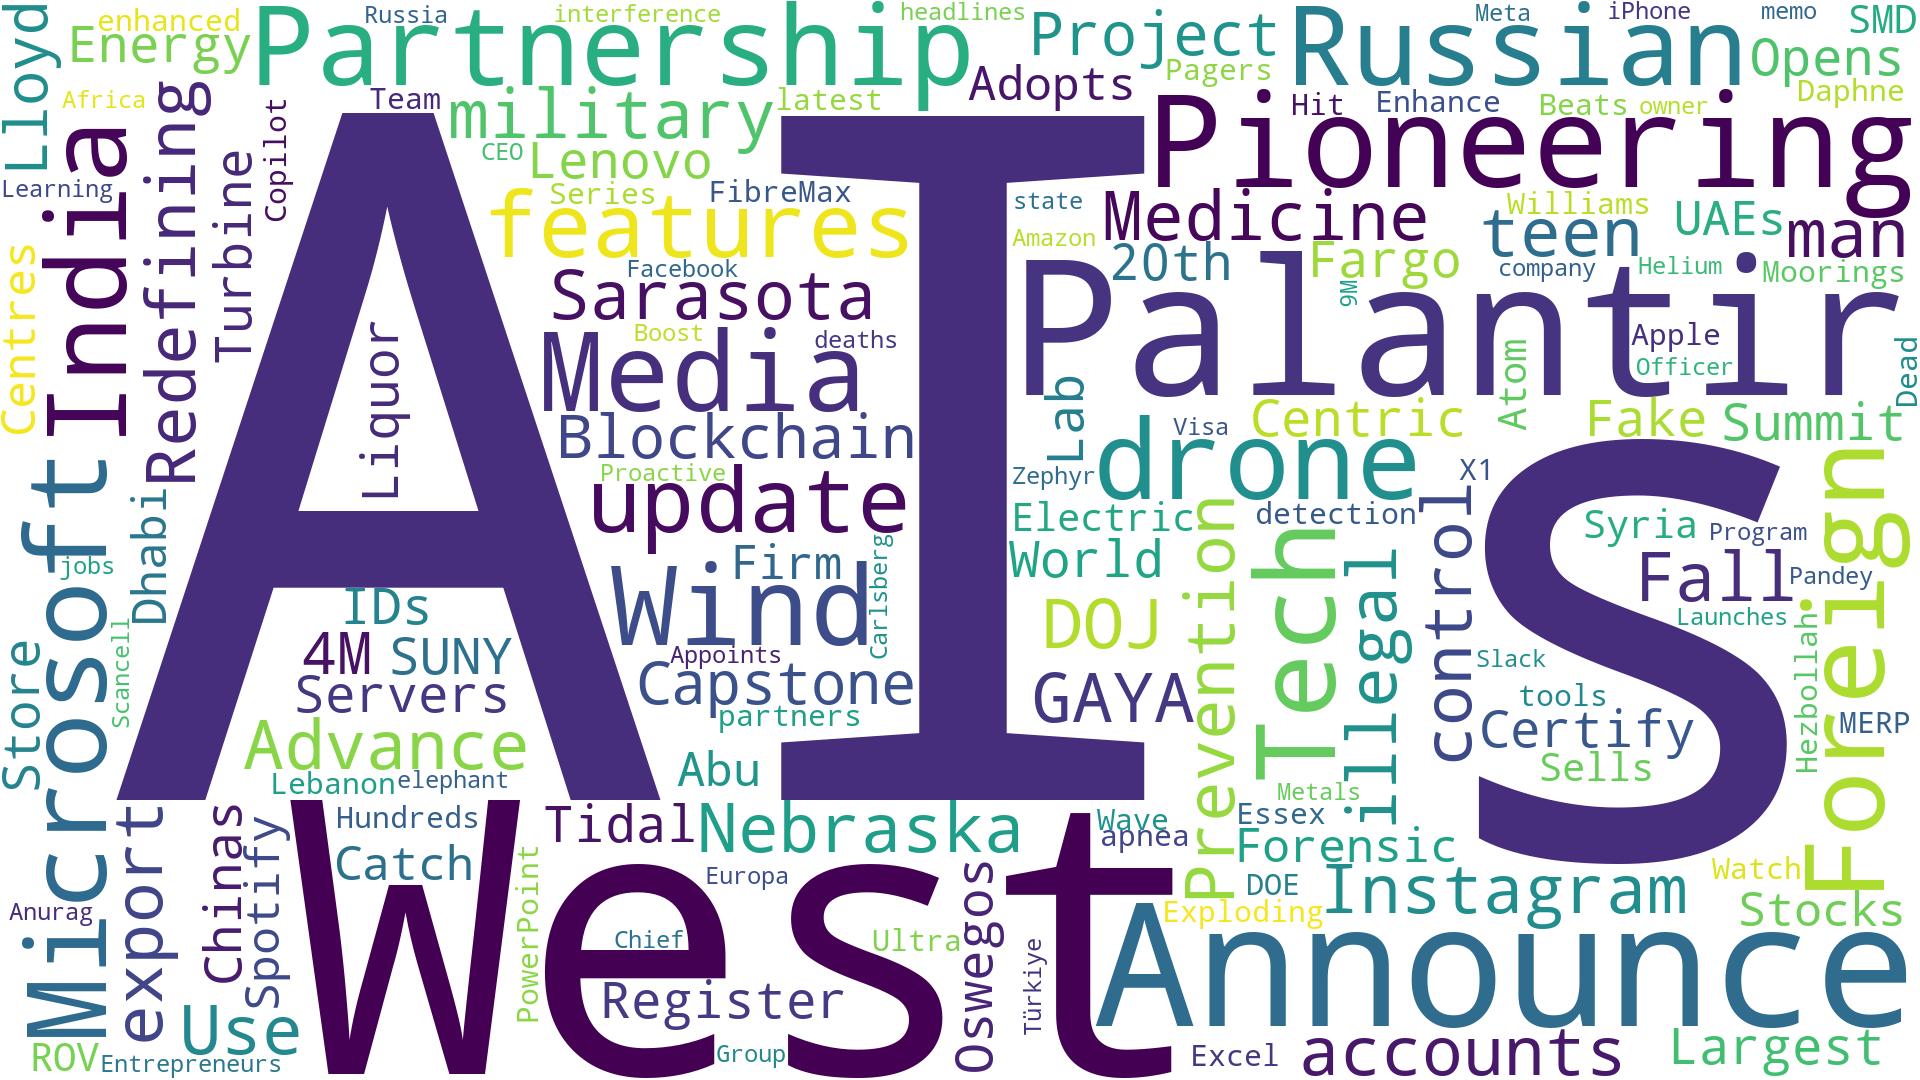 Lloyd
enhanced
Energy
Partnership
Russia
interference
headlines
Project
Adopts
Pagers
Russian
Meta
iPhone
memo
SMD
Opens
Africa
India
Redefining
Copilot
Team
military
latest
Hit
Enhance
Beats
owner
Daphne
Pioneering
CEO
Lenovo
Learning
Turbine
Series
FibreMax
features
state
Medicine
Williams
teen
UAEs
man
Centres
Facebook
Amazon
20th
Fargo
company
Helium
Moorings
Sarasota
9M
Palantir
Liquor
Boost
deaths
Media
Apple
Officer
Dead
Atom
Lab
AI
Blockchain
Visa
Centric
Fake
Summit
Proactive
update
Zephyr
drone
X1
s
Microsoft
Dhabi
Electric
detection
control
Syria
Program
Foreign
jobs
Firm
Wind
Carlsberg
World
Prevention
Tech
illegal
Fall
Pandey
IDs
4M
SUNY
Servers
DOJ
Launches
Hezbollah
Store
Scancell
Appoints
Capstone
partners
GAYA
Slack
tools
Certify
MERP
Advance
Abu
Sells
Lebanon
elephant
Metals
export
Chinas
Spotify
Hundreds
Catch
Tidal
Nebraska
Wave
apnea
Essex
Forensic
West
PowerPoint
Europa
Oswegos
DOE
Instagram
Watch
Stocks
Anurag
Chief
Ultra
Türkiye
Exploding
Announce
Use
Register
ROV
Entrepreneurs
Group
Excel
accounts
Largest